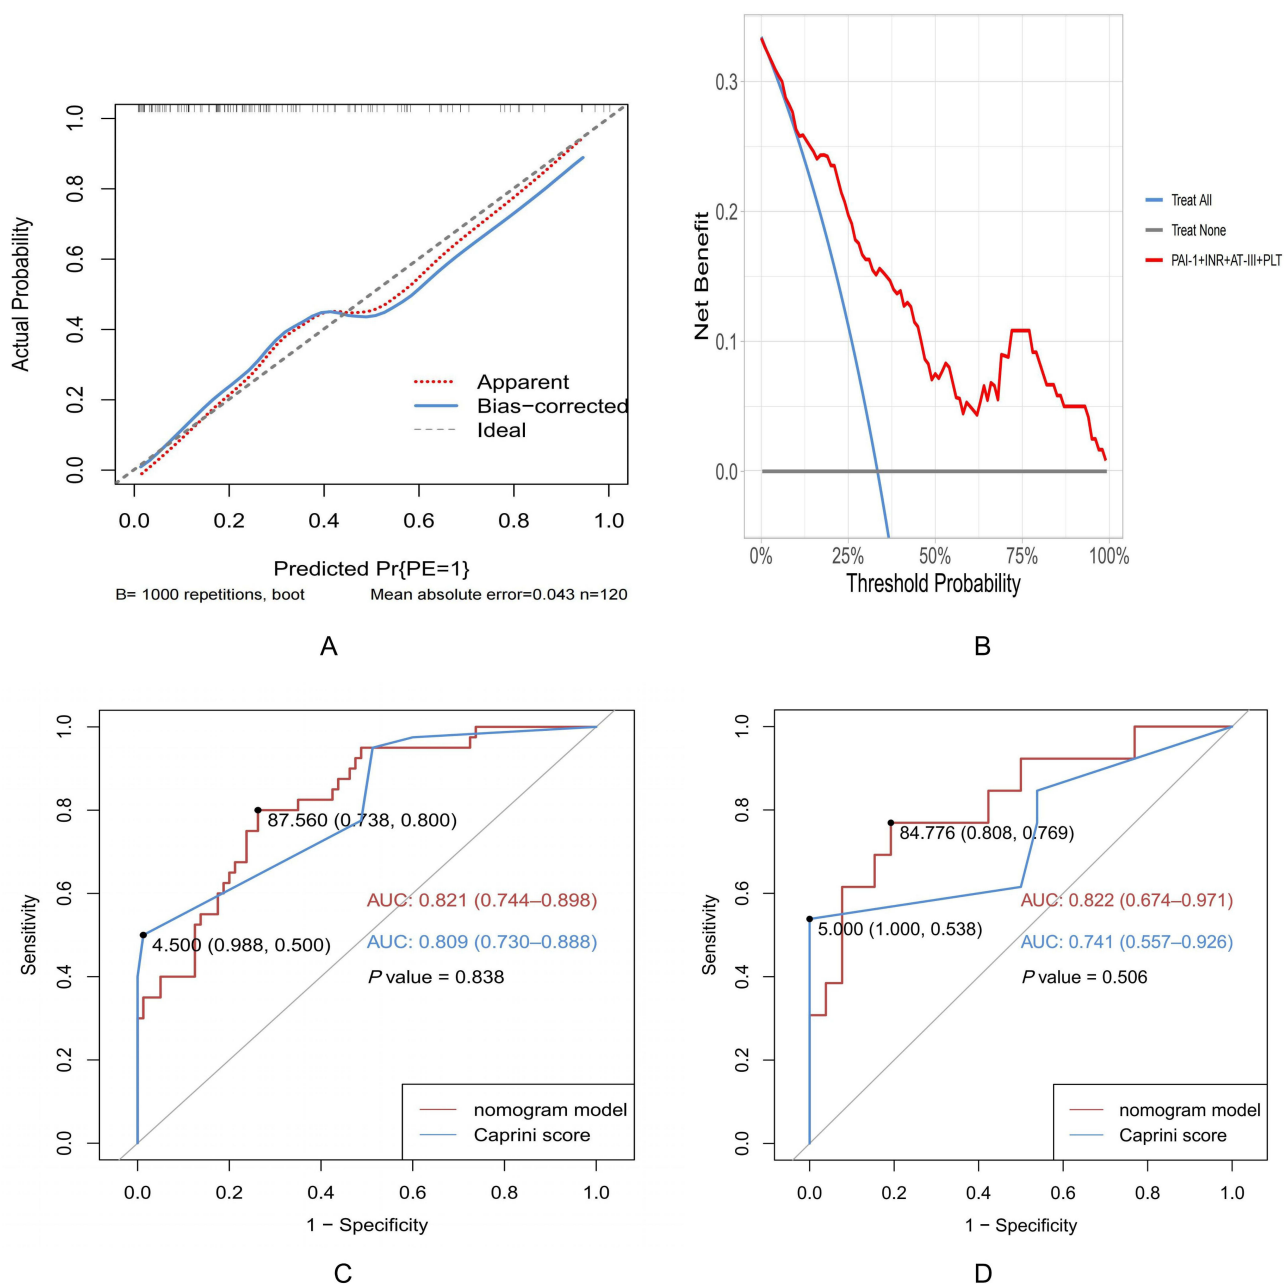 1.0
0.8
0.6
0.4
0.2
0.0
Actual Probability
Apparent
Bias−corrected
Ideal
0.0 0.2 0.4 0.6 0.8 1.0
Predicted Pr{PE=1}
B= 1000 repetitions, boot Mean absolute error=0.043 n=120
A
0.3
0.2
0.1
0.0
Net Benefit
Treat All
Treat None
PAI-1+INR+AT-III+PLT
0% 25% 50% 75% 100%
Threshold Probability
B
1.0
0.8
0.6
0.4
0.2
0.0
Sensitivity
87.560 (0.738, 0.800)
4.500 (0.988, 0.500)
AUC: 0.821 (0.744–0.898)
AUC: 0.809 (0.730–0.888)
P value = 0.838
nomogram model
Caprini score
0.0 0.2 0.4 0.6 0.8 1.0
1 − Specificity
C
1.0
0.8
0.6
0.4
0.2
0.0
Sensitivity
84.776 (0.808, 0.769)
5.000 (1.000, 0.538)
AUC: 0.822 (0.674–0.971)
AUC: 0.741 (0.557–0.926)
P value = 0.506
nomogram model
Caprini score
0.0 0.2 0.4 0.6 0.8 1.0
1 − Specificity
D